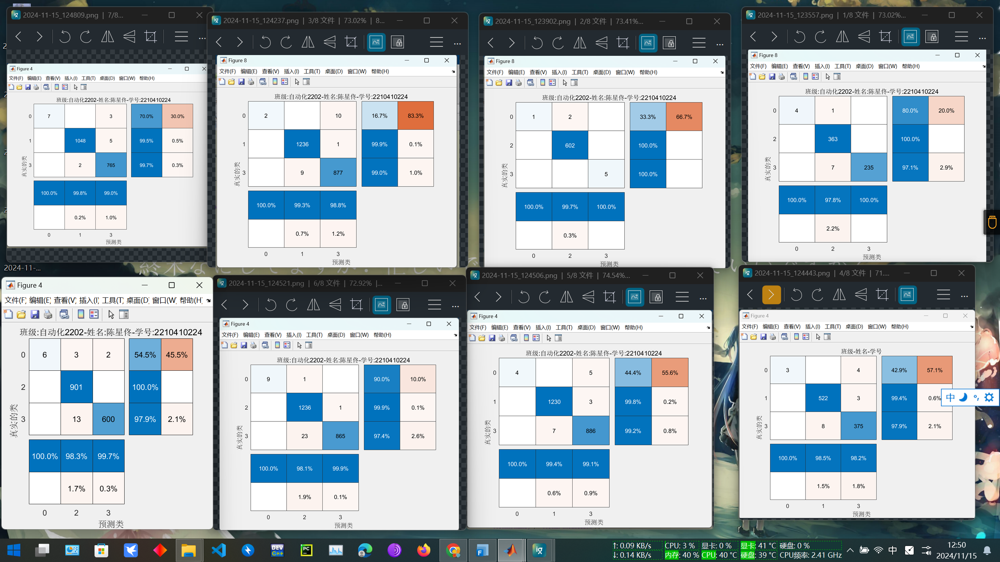 2024-11-15_124809.png | 7/8...
Figure 4
文件(F) 编辑(E) 查看(V) 插入(I) 工具(T) 桌面(D) 窗口(W) 帮助(H)
班级:自动化2202-姓名:陈星佟-学号:2210410224
0 7 3 70.0% 30.0%
1 1048 5 99.5% 0.5%
3 2 765 99.7% 0.3%
真实的类
100.0% 99.8% 99.0%
0.2% 1.0%
0 1 3
预测类
2024-11-15_124237.png | 3/8 文件 | 73.02% | 8...
Figure 8
文件(F) 编辑(E) 查看(V) 插入(I) 工具(T) 桌面(D) 窗口(W) 帮助(H)
班级:自动化2202-姓名:陈星佟-学号:2210410224
0 2 10 16.7% 83.3%
1 1236 1 99.9% 0.1%
3 9 877 99.0% 1.0%
真实的类
100.0% 99.3% 98.8%
0.7% 1.2%
0 1 3
预测类
2024-11-15_123902.png | 2/8 文件 | 73.41%...
Figure 8
文件(F) 编辑(E) 查看(V) 插入(I) 工具(T) 桌面(D) 窗口(W) 帮助(H)
班级:自动化2202-姓名:陈星佟-学号:2210410224
0 1 2 33.3% 66.7%
2 602 100.0%
3 5 100.0%
真实的类
100.0% 99.7% 100.0%
0.3%
0 2 3
预测类
2024-11-15_123557.png | 1/8 文件 | 73.02%...
Figure 8
文件(F) 编辑(E) 查看(V) 插入(I) 工具(T) 桌面(D) 窗口(W) 帮助(H)
班级:自动化2202-姓名:陈星佟-学号:2210410224
0 4 1 80.0% 20.0%
2 363 100.0%
3 7 235 97.1% 2.9%
真实的类
100.0% 97.8% 100.0%
2.2%
0 2 3
预测类
2024-11-...
Figure 4
文件(F) 编辑(E) 查看(V) 插入(I) 工具(T) 桌面(D) 窗口(W) 帮助(H)
班级:自动化2202-姓名:陈星佟-学号:2210410224
0 6 3 2 54.5% 45.5%
2 901 100.0%
3 13 600 97.9% 2.1%
真实的类
100.0% 98.3% 99.7%
1.7% 0.3%
0 2 3
预测类
2024-11-15_124521.png | 6/8 文件 | 72.92% |...
Figure 4
文件(F) 编辑(E) 查看(V) 插入(I) 工具(T) 桌面(D) 窗口(W) 帮助(H)
班级:自动化2202-姓名:陈星佟-学号:2210410224
0 9 1 90.0% 10.0%
2 1236 1 99.9% 0.1%
3 23 865 97.4% 2.6%
真实的类
100.0% 98.1% 99.9%
1.9% 0.1%
0 2 3
预测类
2024-11-15_124506.png | 5/8 文件 | 74.54%...
Figure 4
文件(F) 编辑(E) 查看(V) 插入(I) 工具(T) 桌面(D) 窗口(W) 帮助(H)
班级:自动化2202-姓名:陈星佟-学号:2210410224
0 4 5 44.4% 55.6%
1 1230 3 99.8% 0.2%
3 7 886 99.2% 0.8%
真实的类
100.0% 99.4% 99.1%
0.6% 0.9%
0 1 3
预测类
2024-11-15_124443.png | 4/8 文件 | 71....
Figure 4
文件(F) 编辑(E) 查看(V) 插入(I) 工具(T) 桌面(D) 窗口(W) 帮助(H)
班级-姓名-学号
0 3 4 42.9% 57.1%
1 522 3 99.4% 0.6%
3 8 375 97.9% 2.1%
真实的类
100.0% 98.5% 98.2%
1.5% 1.8%
0 1 3
预测类
中
↑: 0.09 KB/s CPU: 3 % 显卡: 0 % 显卡: 41 °C 硬盘: 0 %
↓: 0.14 KB/s 内存: 40 % CPU: 40 °C 硬盘: 39 °C CPU频率: 2.41 GHz
中
12:50
2024/11/15